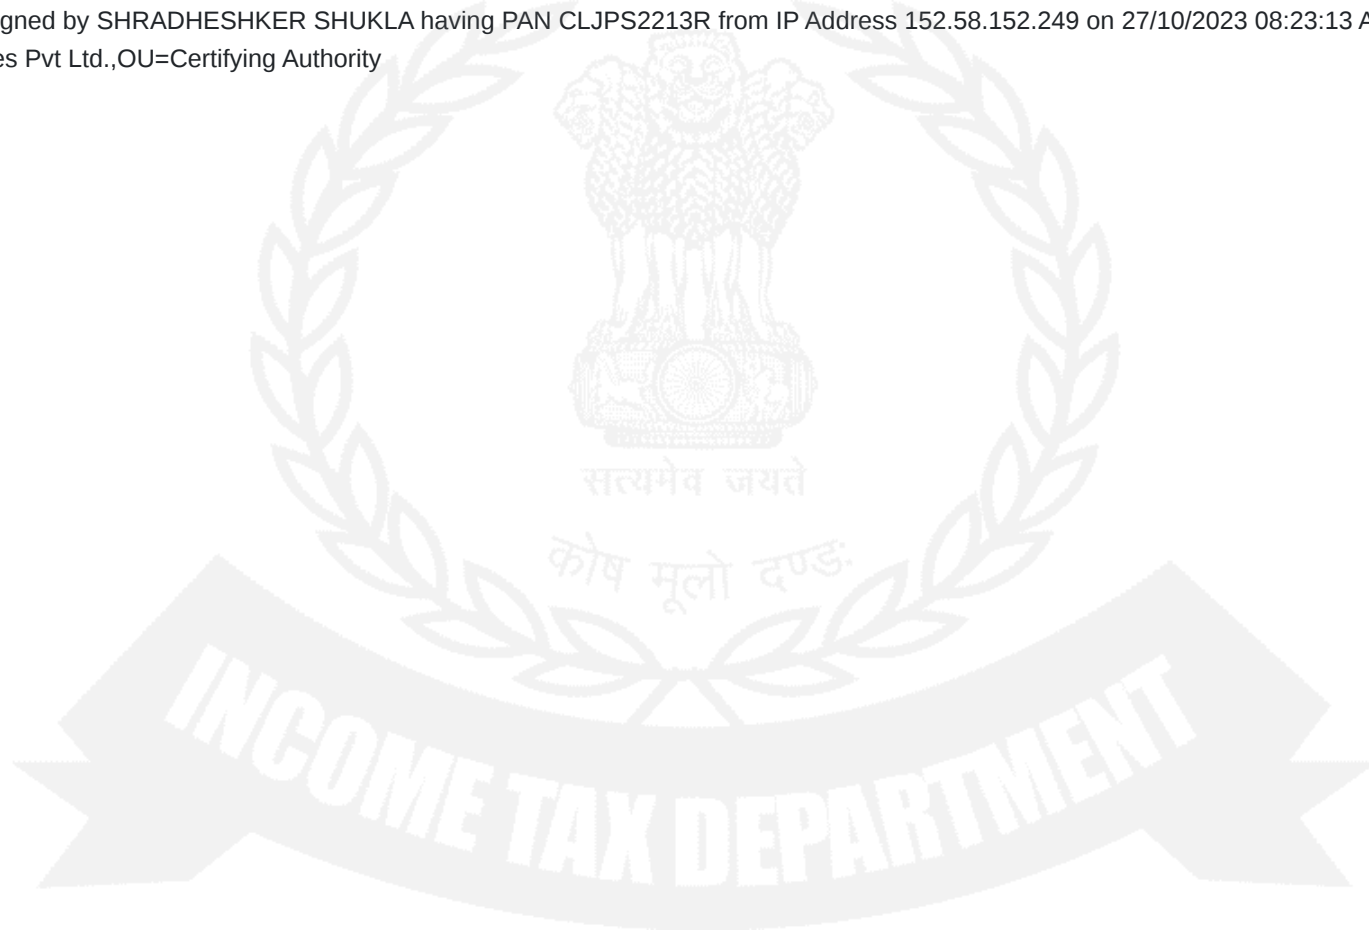 gned by SHRADHESHKER SHUKLA having PAN CLJPS2213R from IP Address 152.58.152.249 on 27/10/2023 08:23:13 A
es Pvt Ltd.,OU=Certifying Authority
सत्यमेव जयते
कोष मूलो दण्डः
INCOME TAX DEPARTMENT